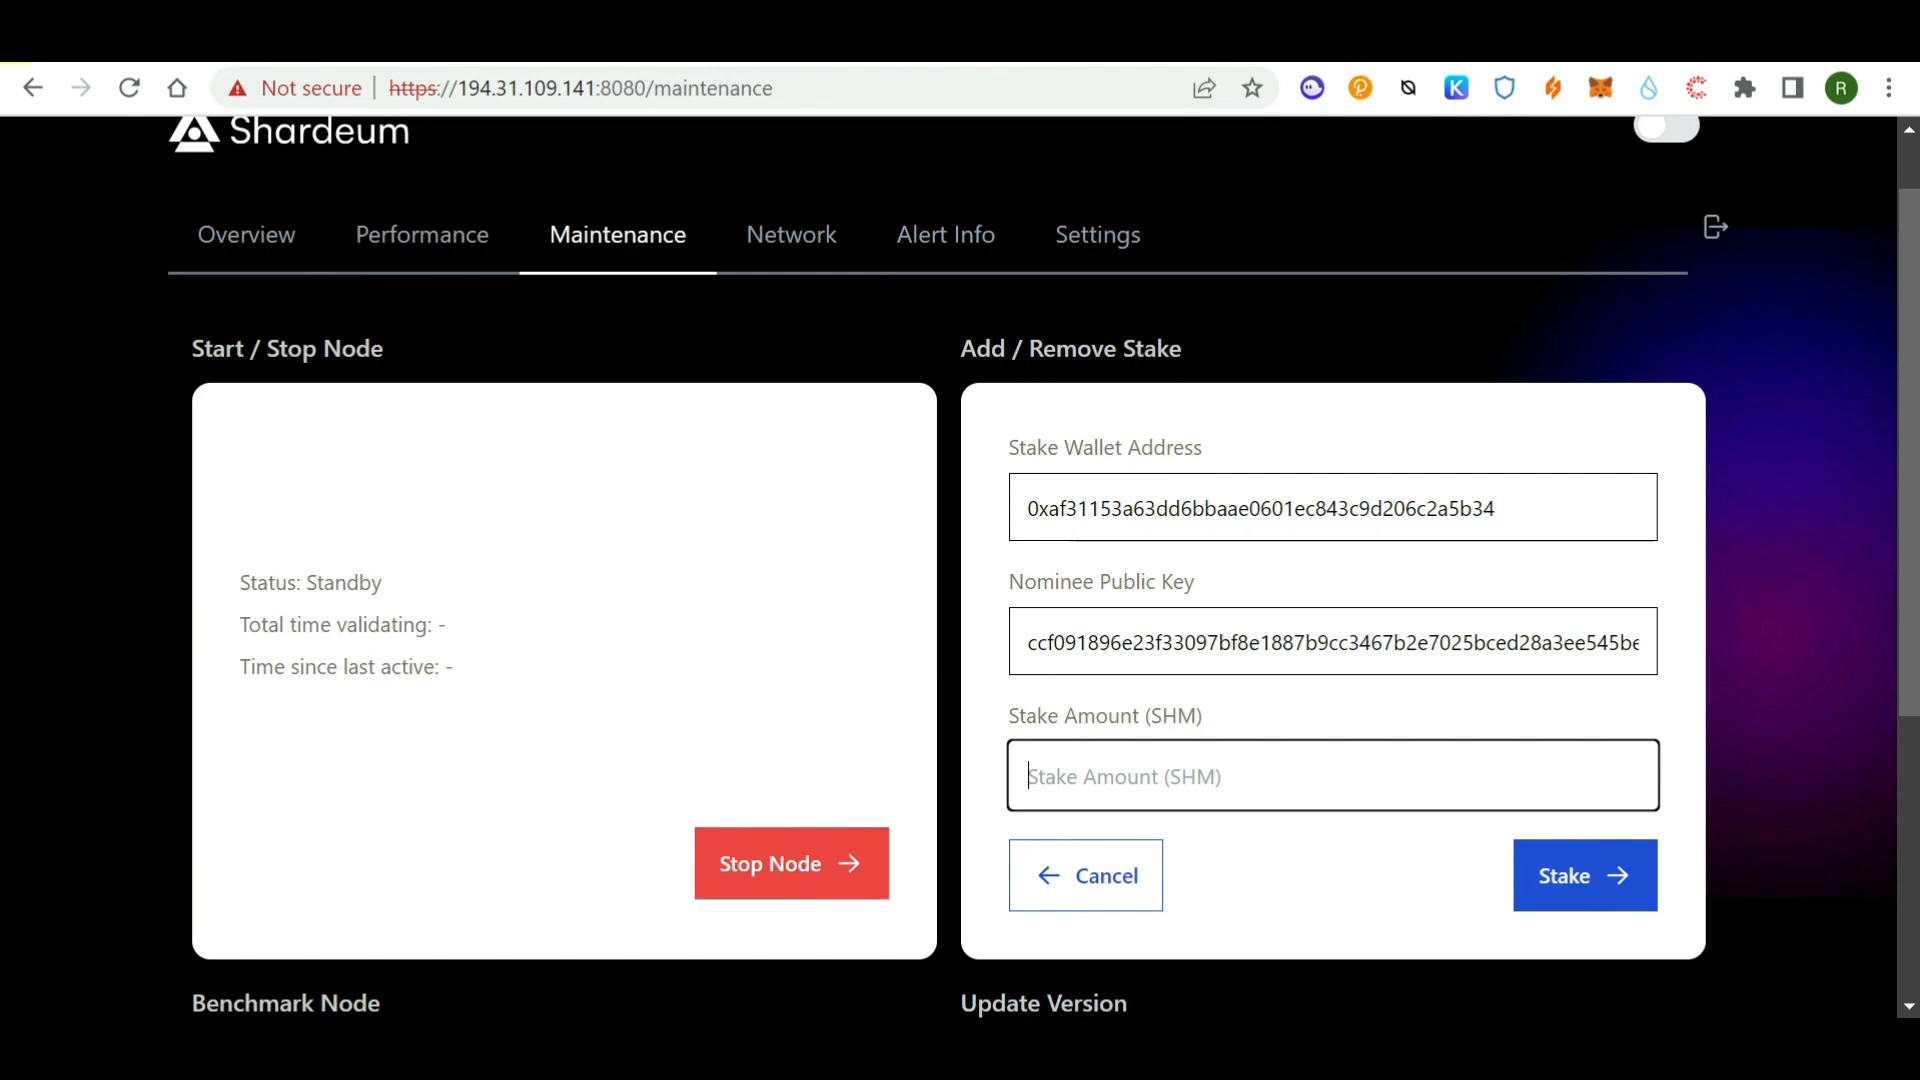 Not secure
https://194.31.109.141:8080/maintenance
R
Shardeum
Overview
Performance
Maintenance
Network
Alert Info
Settings
Start / Stop Node
Status: Standby
Total time validating: -
Time since last active: -
Stop Node
Add / Remove Stake
Stake Wallet Address
0xaf31153a63dd6bbaae0601ec843c9d206c2a5b34
Nominee Public Key
ccf091896e23f33097bf8e1887b9cc3467b2e7025bced28a3ee545be
Stake Amount (SHM)
Stake Amount (SHM)
Cancel
Stake
Benchmark Node
Update Version